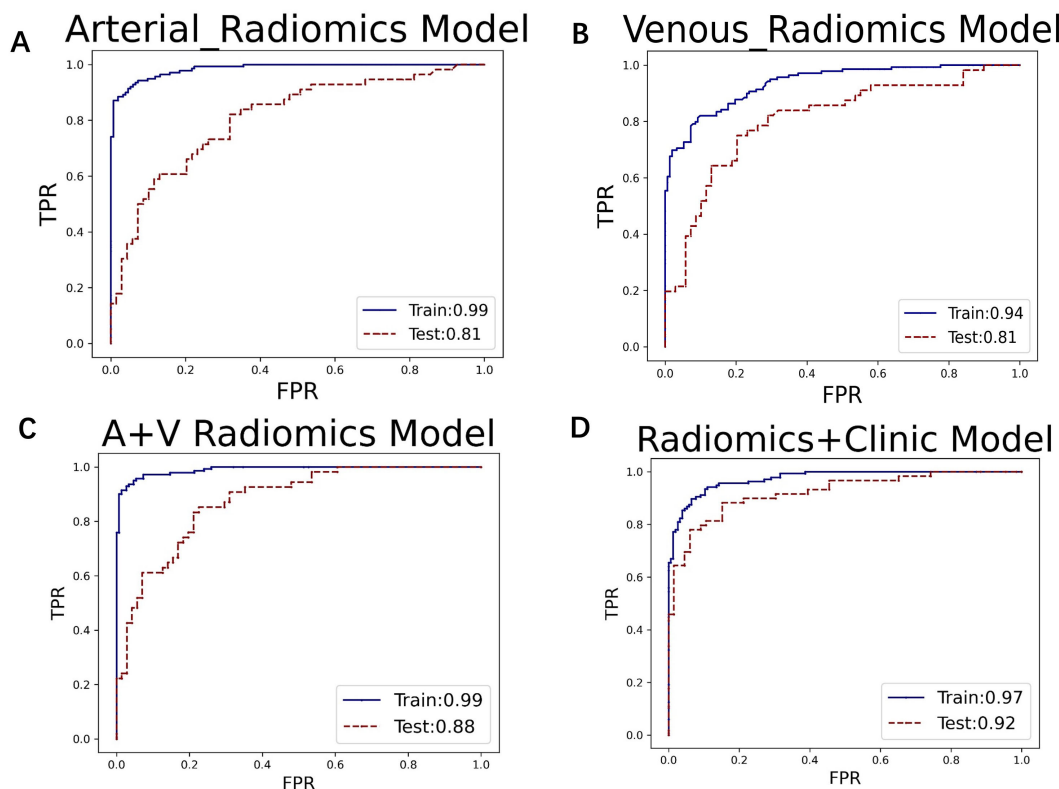 A
Arterial_Radiomics Model
1.0
0.8
0.6
0.4
0.2
0.0
TPR
Train:0.99
Test:0.81
0.0 0.2 0.4 0.6 0.8 1.0
FPR
B
Venous_Radiomics Model
1.0
0.8
0.6
0.4
0.2
0.0
TPR
Train:0.94
Test:0.81
0.0 0.2 0.4 0.6 0.8 1.0
FPR
C
A+V Radiomics Model
1.0
0.8
0.6
0.4
0.2
0.0
TPR
Train:0.99
Test:0.88
0.0 0.2 0.4 0.6 0.8 1.0
FPR
D
Radiomics+Clinic Model
1.0
0.8
0.6
0.4
0.2
0.0
TPR
Train:0.97
Test:0.92
0.0 0.2 0.4 0.6 0.8 1.0
FPR